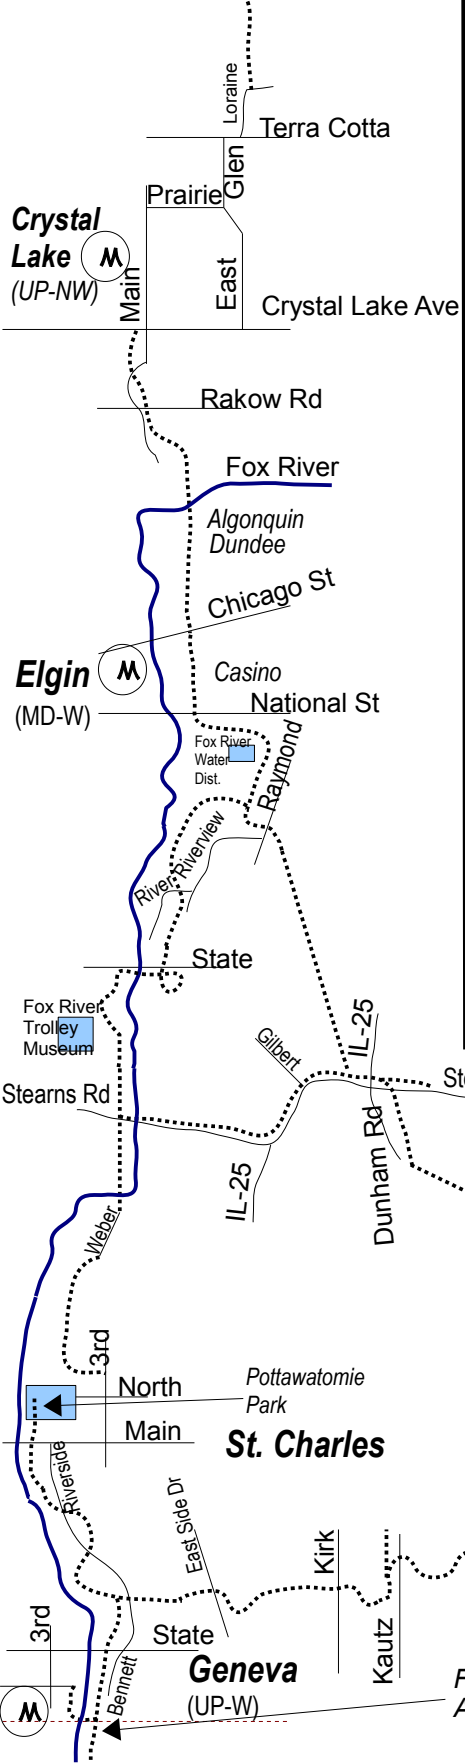 Loraine
Terra Cotta
Glen
Prairie
Crystal
Lake
(UP-NW)
M
Main
East
Crystal Lake Ave
Rakow Rd
Fox River
Algonquin
Dundee
Chicago St
Elgin
(MD-W)
M
Casino
National St
Fox River
Water
Dist.
Raymond
Riverview
River
State
Fox River
Trolley
Museum
IL-25
Gilbert
Stearns Rd
Ste
IL-25
Dunham Rd
Weber
3rd
North
Pottawatomie
Park
Main
St. Charles
Riverside
East Side Dr
Kirk
Kautz
3rd
State
Geneva
(UP-W)
Bennett
M
F
A